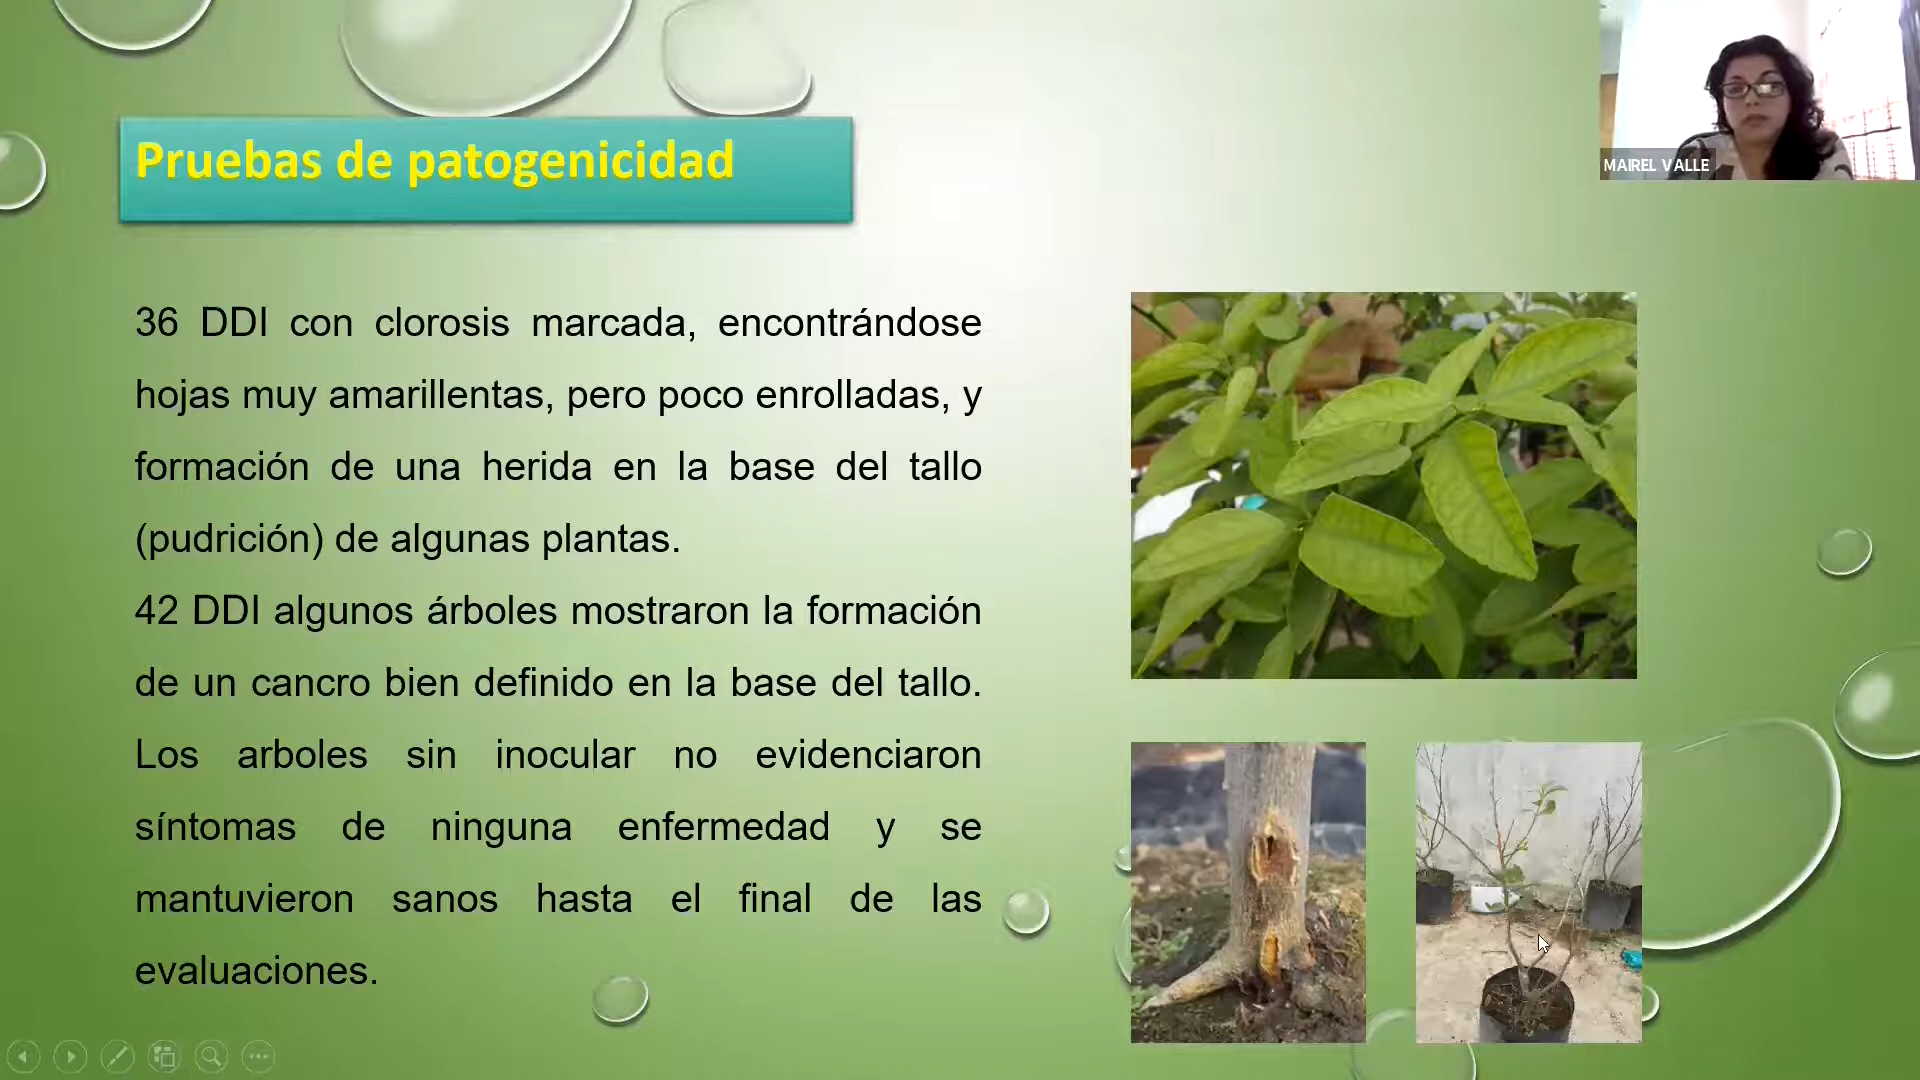 Pruebas de patogenicidad
MAIREL VALLE
36 DDI con clorosis marcada, encontrándose
hojas muy amarillentas, pero poco enrolladas, y
formación de una herida en la base del tallo
(pudrición) de algunas plantas.
42 DDI algunos árboles mostraron la formación
de un cancro bien definido en la base del tallo.
Los arboles sin inocular no evidenciaron
síntomas de ninguna enfermedad y se
mantuvieron sanos hasta el final de las
evaluaciones.